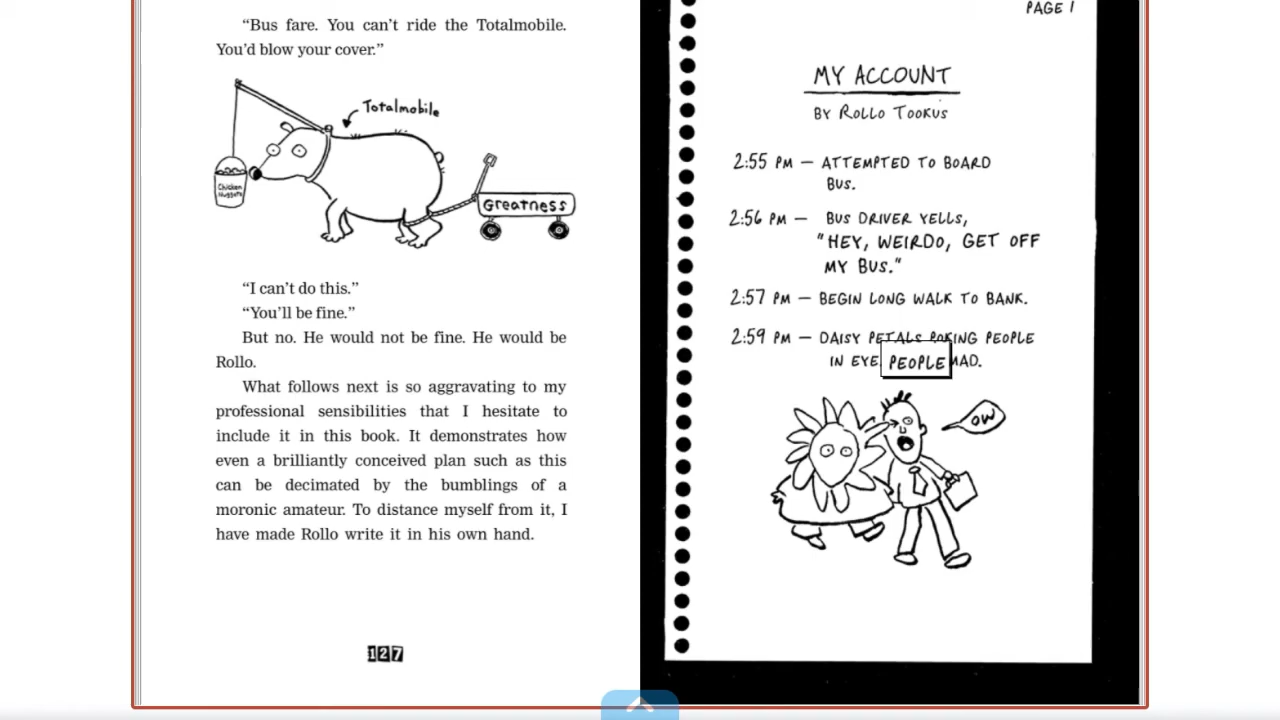 “Bus fare. You can’t ride the Totalmobile.
You’d blow your cover.”
Totalmobile
Chicken
Nuggets
Greatness
“I can’t do this.”
“You’ll be fine.”
But no. He would not be fine. He would be
Rollo.
What follows next is so aggravating to my
professional sensibilities that I hesitate to
include it in this book. It demonstrates how
even a brilliantly conceived plan such as this
can be decimated by the bumblings of a
moronic amateur. To distance myself from it, I
have made Rollo write it in his own hand.
127
PAGE 1
MY ACCOUNT
BY ROLLO TOOKUS
2:55 PM — ATTEMPTED TO BOARD
BUS.
2:56 PM — BUS DRIVER YELLS,
"HEY, WEIRDO, GET OFF
MY BUS."
2:57 PM — BEGIN LONG WALK TO BANK.
2:59 PM — DAISY PETALS POKING PEOPLE
IN EYE PEOPLE MAD.
OW